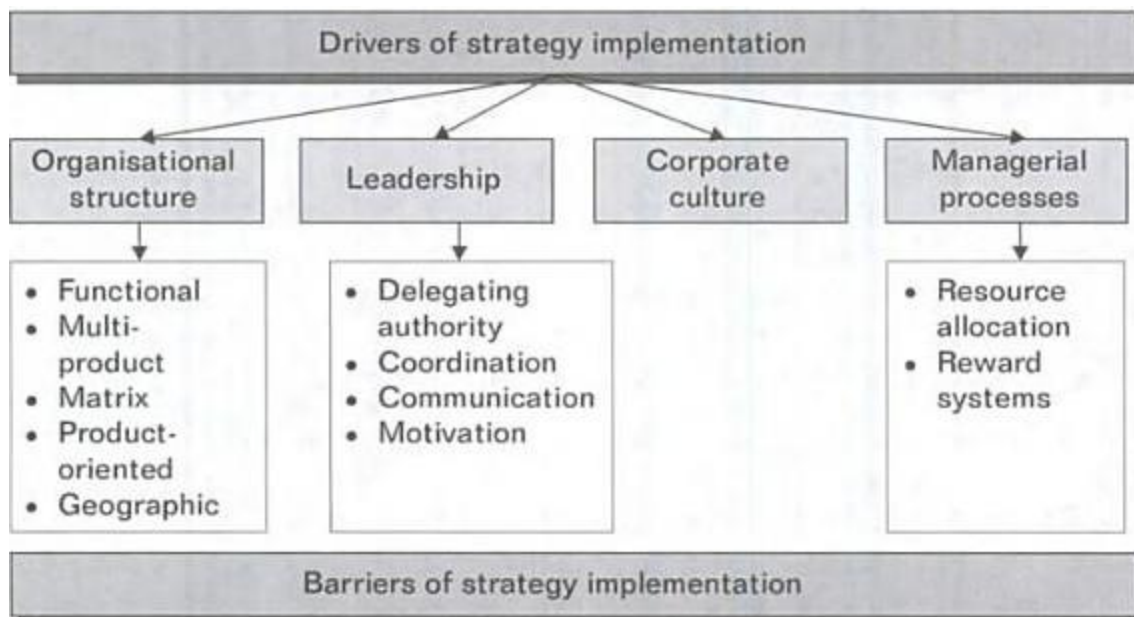 Drivers of strategy implementation
Organisational
structure
Leadership
Corporate
culture
Managerial
processes
• Functional
• Multi-
product
• Matrix
• Product-
oriented
• Geographic
• Delegating
authority
• Coordination
• Communication
• Motivation
• Resource
allocation
• Reward
systems
Barriers of strategy implementation